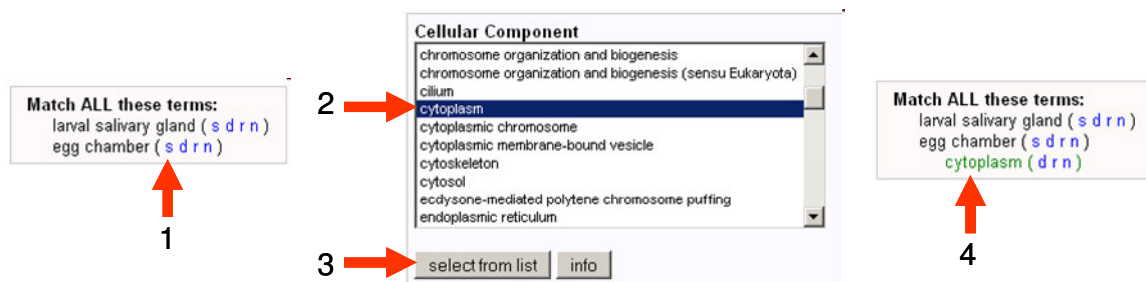 Match ALL these terms:
larval salivary gland ( s d r n )
egg chamber ( s d r n )
1
Cellular Component
chromosome organization and biogenesis
chromosome organization and biogenesis (sensu Eukaryota)
cilium
2
cytoplasm
cytoplasmic chromosome
cytoplasmic membrane-bound vesicle
cytoskeleton
cytosol
ecdysone-mediated polytene chromosome puffing
endoplasmic reticulum
3
select from list
info
Match ALL these terms:
larval salivary gland ( s d r n )
egg chamber ( s d r n )
cytoplasm ( d r n )
4